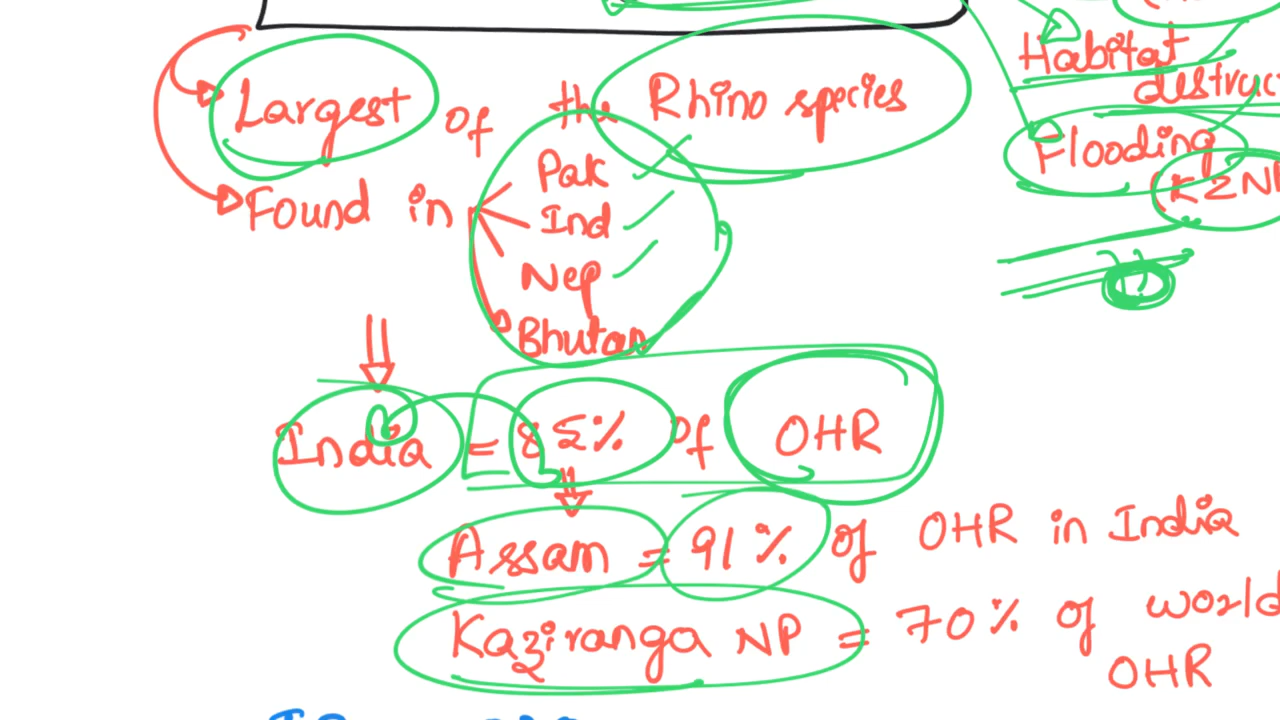 Largest of the Rhino species
Found in
Pak
Ind
Nep
Bhutan
India = 85% of OHR
Assam = 91% of OHR in India
Kaziranga NP = 70% of world
OHR
Habitat
destruc
Flooding
(KZN